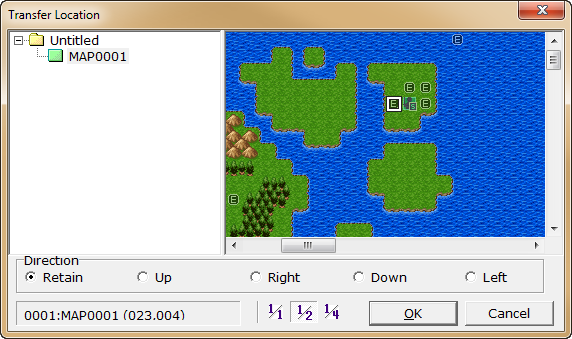 Transfer Location
Untitled
MAP0001
E
E E
E E
E
Direction
Retain Up Right Down Left
0001:MAP0001 (023,004) 1/1 1/2 1/4 OK Cancel